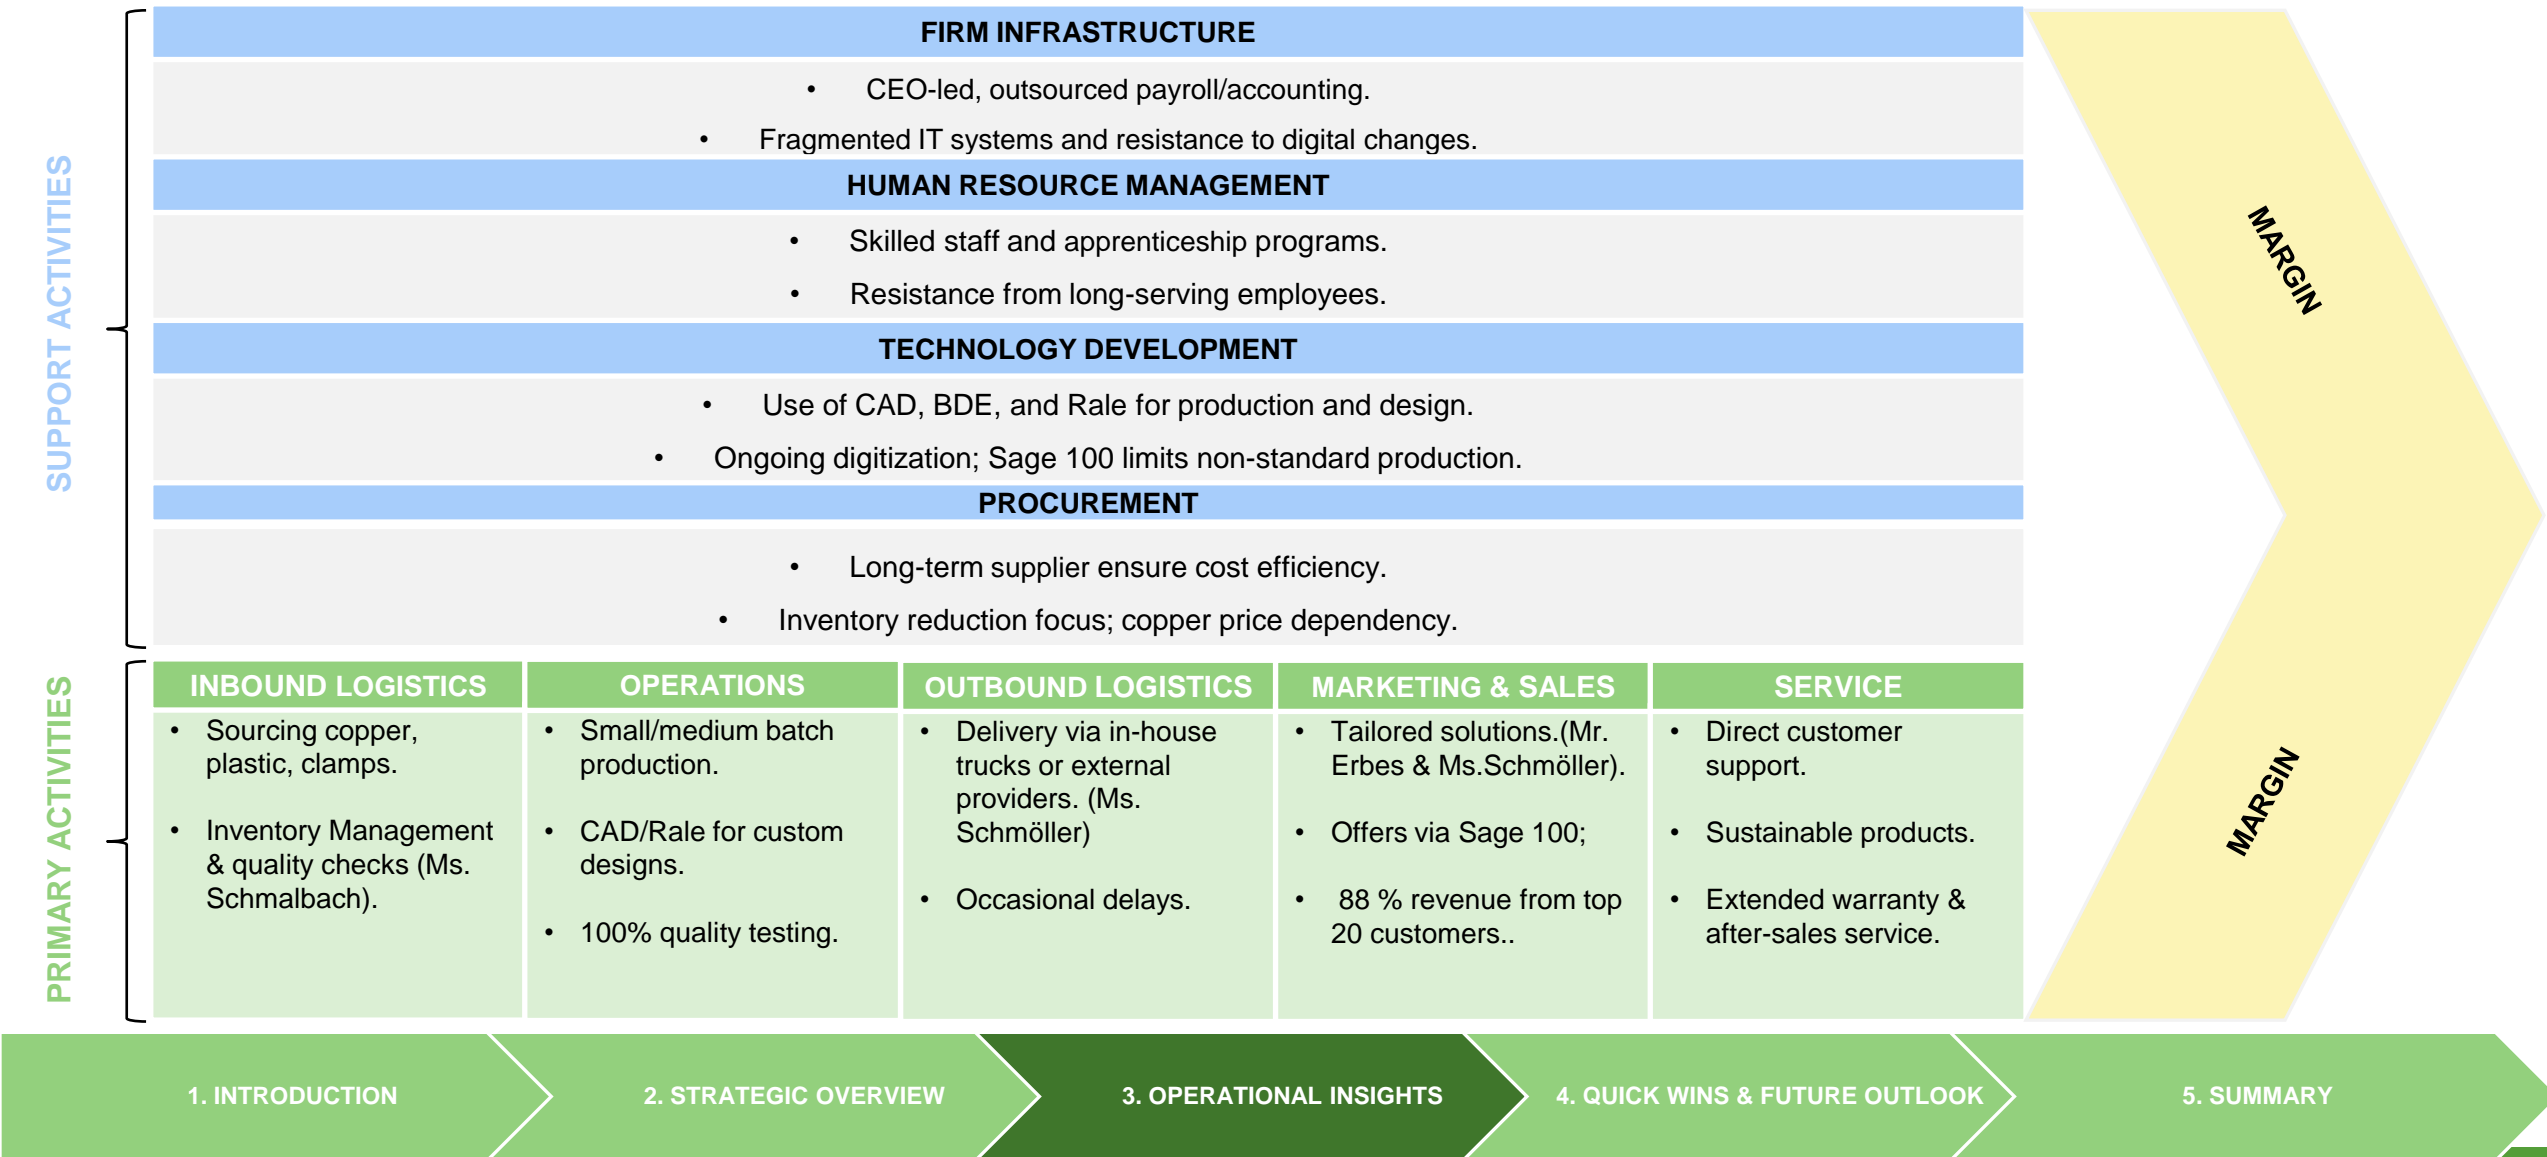 SUPPORT ACTIVITIES
FIRM INFRASTRUCTURE
• CEO-led, outsourced payroll/accounting.
• Fragmented IT systems and resistance to digital changes.
HUMAN RESOURCE MANAGEMENT
• Skilled staff and apprenticeship programs.
• Resistance from long-serving employees.
TECHNOLOGY DEVELOPMENT
• Use of CAD, BDE, and Rale for production and design.
• Ongoing digitization; Sage 100 limits non-standard production.
PROCUREMENT
• Long-term supplier ensure cost efficiency.
• Inventory reduction focus; copper price dependency.
MARGIN
MARGIN
PRIMARY ACTIVITIES
INBOUND LOGISTICS
• Sourcing copper,
plastic, clamps.
• Inventory Management
& quality checks (Ms.
Schmalbach).
OPERATIONS
• Small/medium batch
production.
• CAD/Rale for custom
designs.
• 100% quality testing.
OUTBOUND LOGISTICS
• Delivery via in-house
trucks or external
providers. (Ms.
Schmöller)
• Occasional delays.
MARKETING & SALES
• Tailored solutions.(Mr.
Erbes & Ms.Schmöller).
• Offers via Sage 100;
• 88 % revenue from top
20 customers..
SERVICE
• Direct customer
support.
• Sustainable products.
• Extended warranty &
after-sales service.
1. INTRODUCTION
2. STRATEGIC OVERVIEW
3. OPERATIONAL INSIGHTS
4. QUICK WINS & FUTURE OUTLOOK
5. SUMMARY